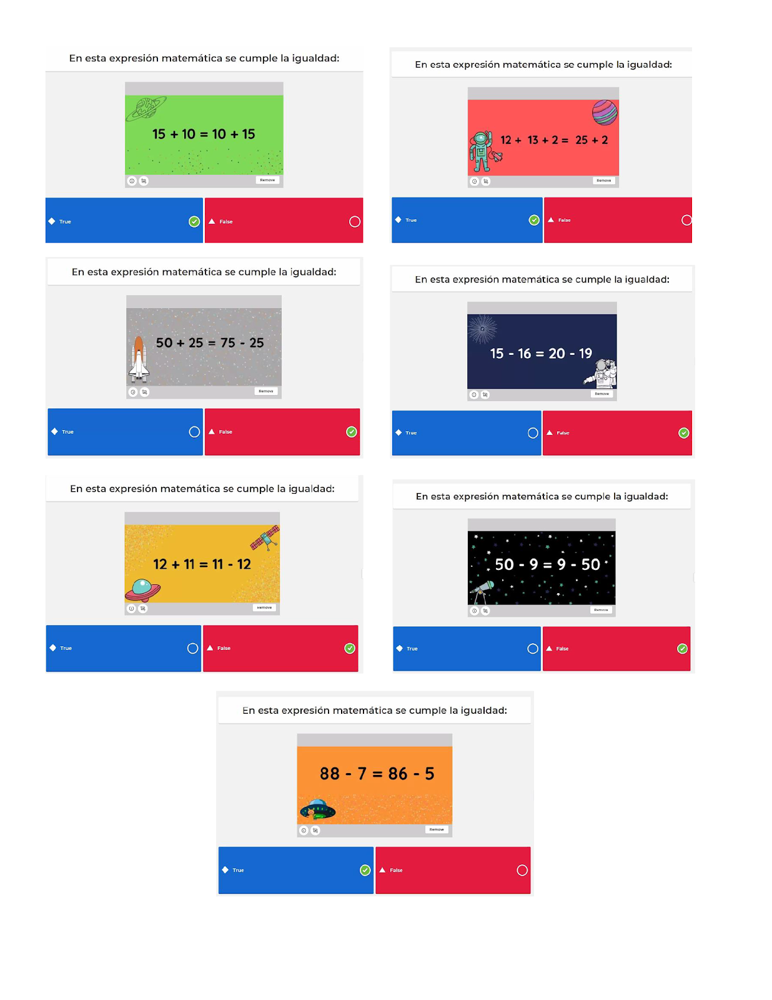 En esta expresión matemática se cumple la igualdad:
15 + 10 = 10 + 15
Remove
True
False
En esta expresión matemática se cumple la igualdad:
12 + 13 + 2 = 25 + 2
Remove
True
False
En esta expresión matemática se cumple la igualdad:
50 + 25 = 75 - 25
Remove
True
False
En esta expresión matemática se cumple la igualdad:
15 - 16 = 20 - 19
Remove
True
False
En esta expresión matemática se cumple la igualdad:
12 + 11 = 11 - 12
Remove
True
False
En esta expresión matemática se cumple la igualdad:
50 - 9 = 9 - 50
Remove
True
False
En esta expresión matemática se cumple la igualdad:
88 - 7 = 86 - 5
Remove
True
False